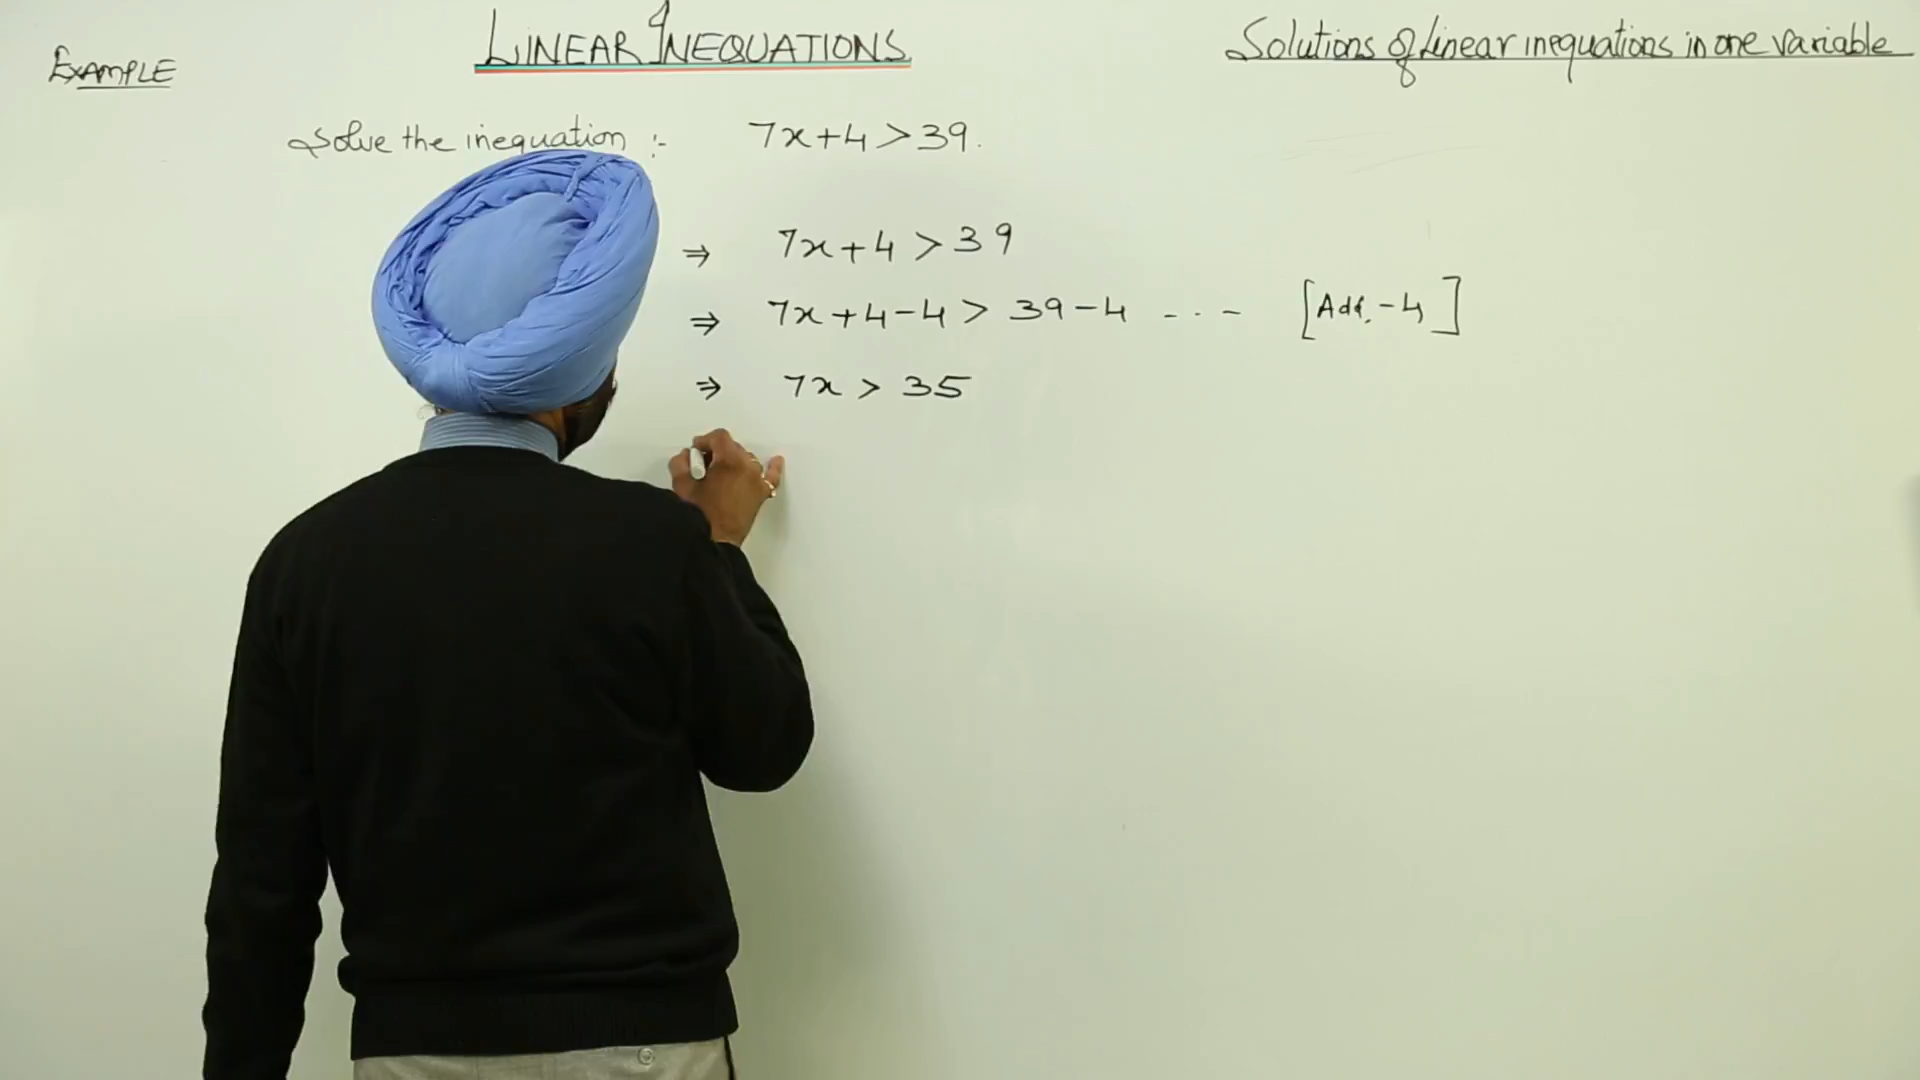 EXAMPLE
LINEAR INEQUATIONS
Solutions of linear inequations in one variable
Solve the inequation :- 7x+4>39.
⇒ 7x+4 >39
⇒ 7x+4-4> 39-4 - . . - [Add. -4]
⇒ 7x > 35